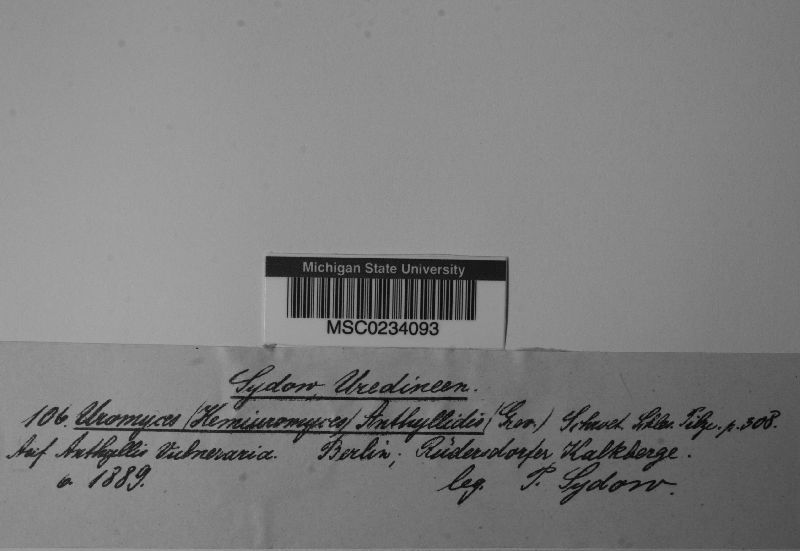 Michigan State University
MSC0234093
Sydow, Uredineen.
106. Uromyces (Hemiuromyces) Anthyllidis (Grev.) Schroet. Schles. Pilze. p. 308.
Auf Anthyllis Vulneraria. Berlin; Rüdersdorfer Kalkberge.
6. 1889. leg. P. Sydow.